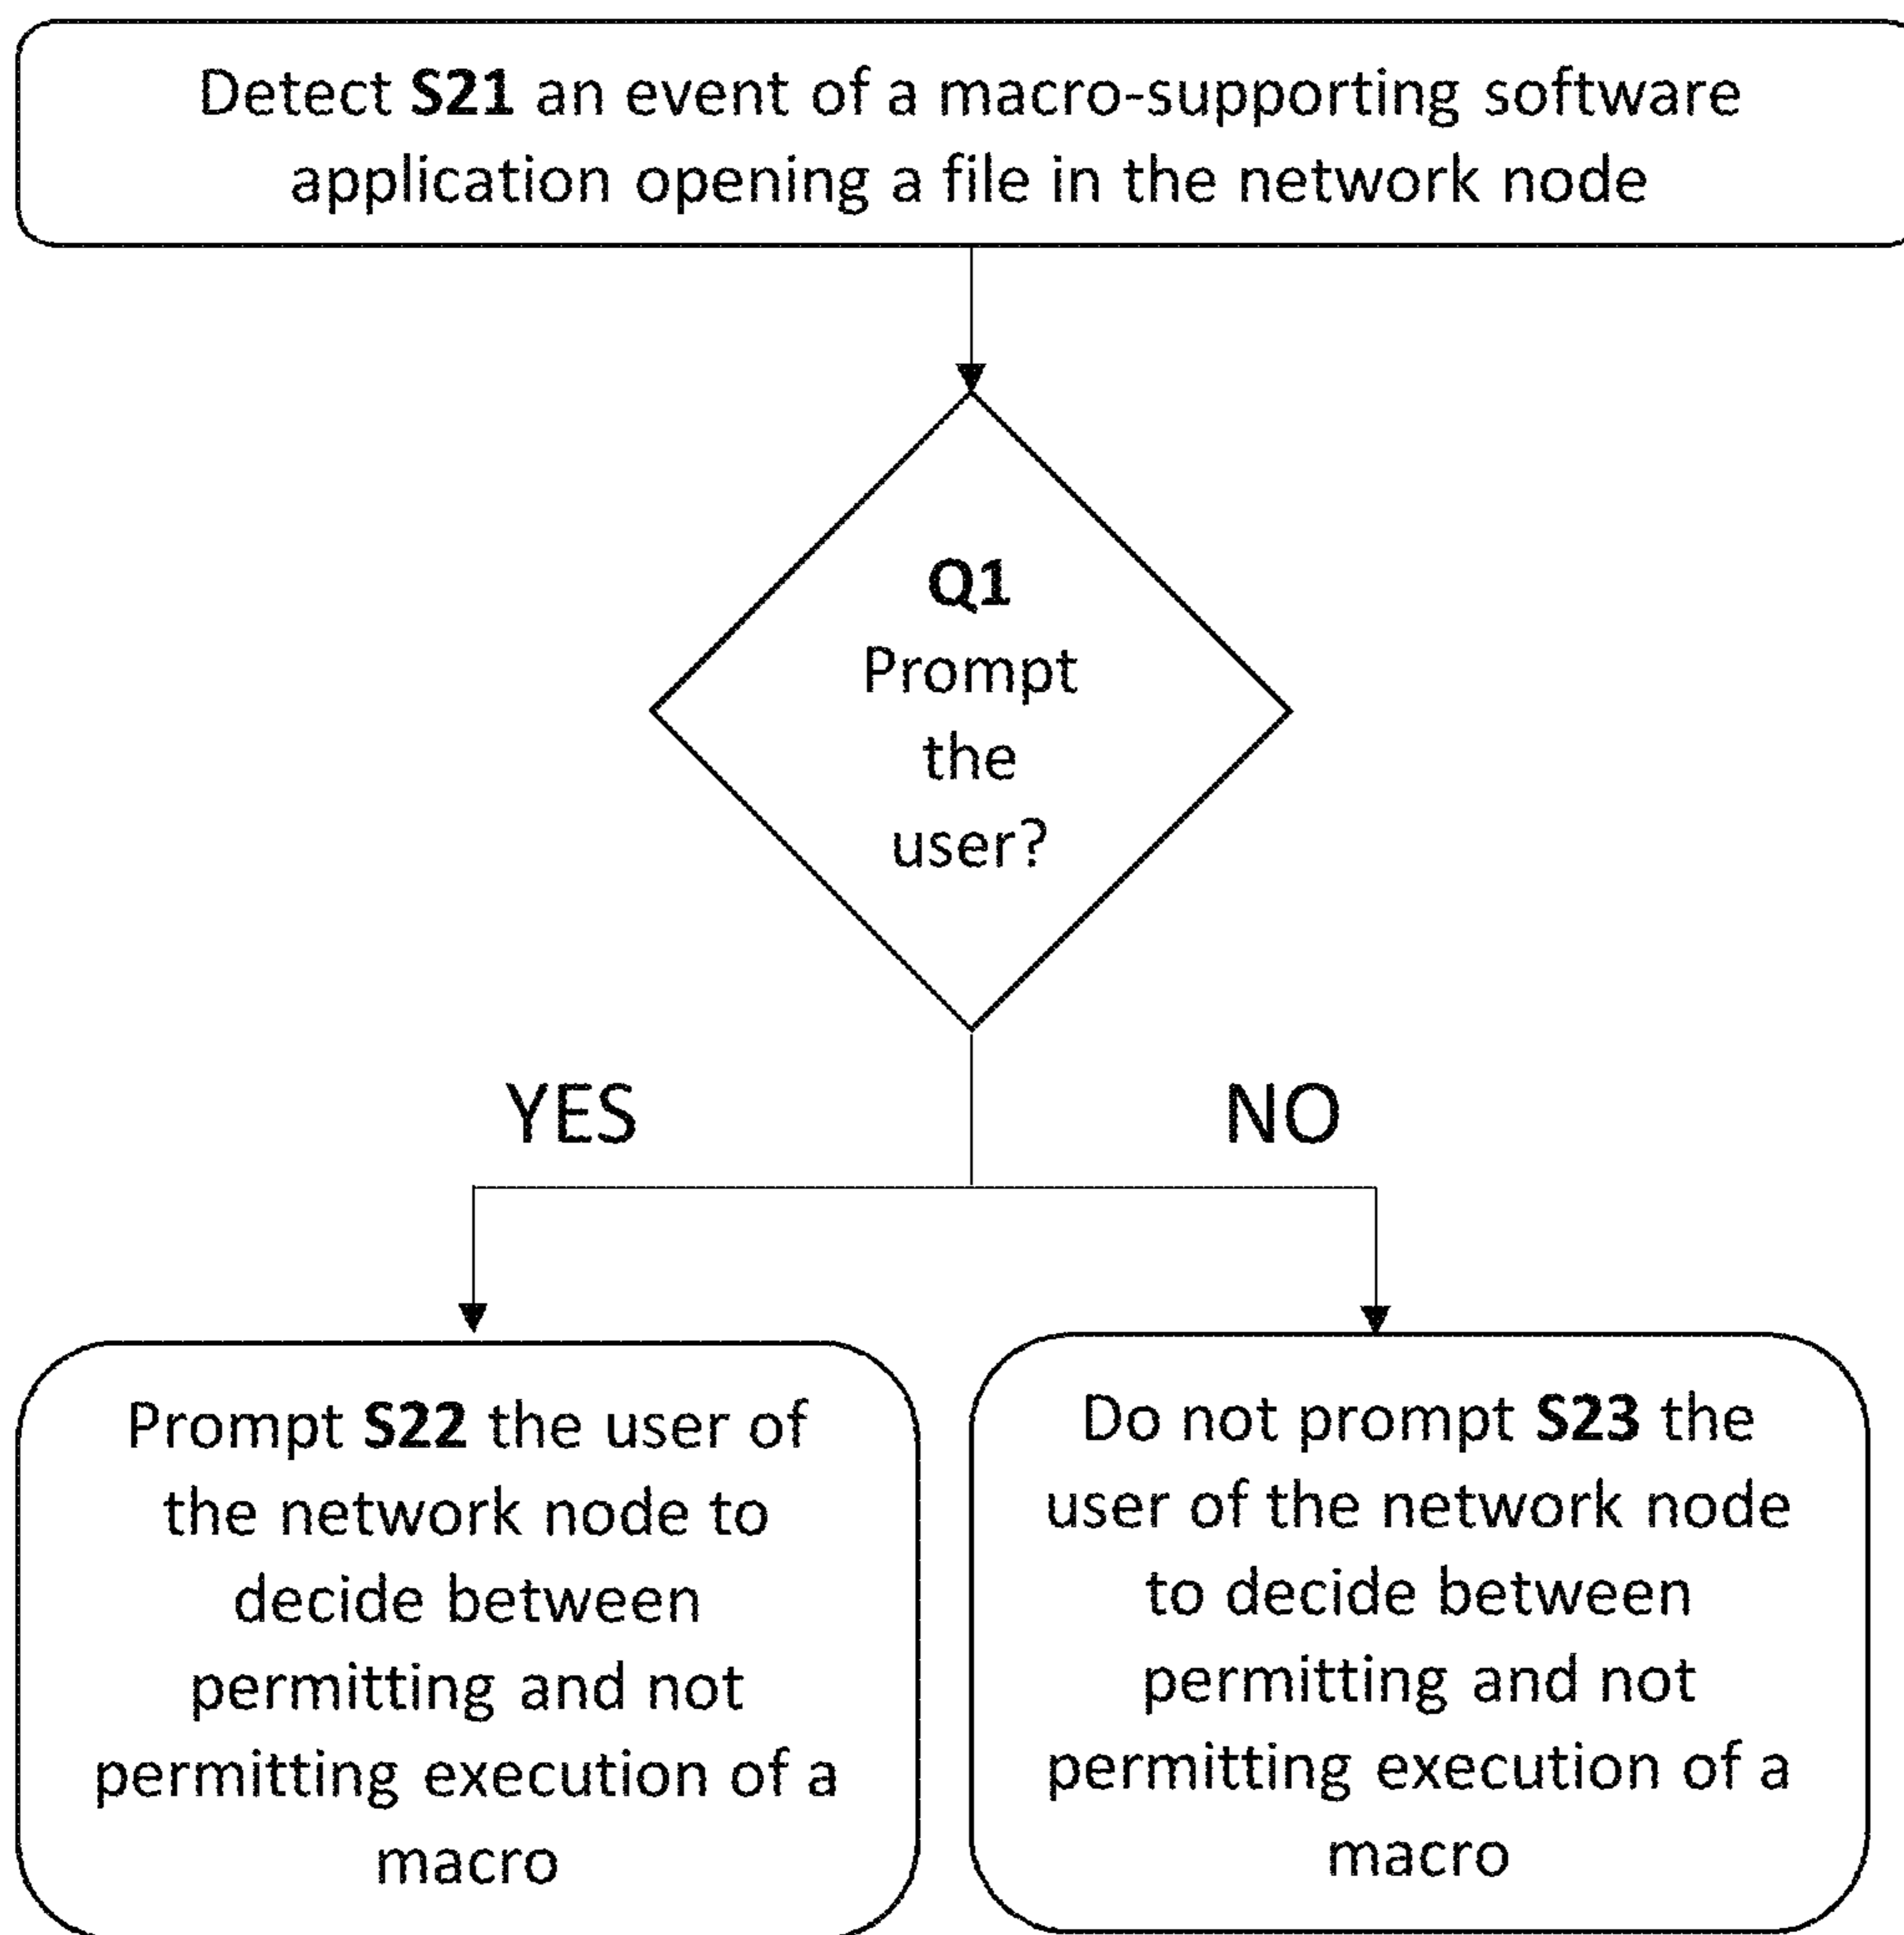 Detect S21 an event of a macro-supporting software
application opening a file in the network node
Q1
Prompt
the
user?
YES
NO
Prompt S22 the user of
the network node to
decide between
permitting and not
permitting execution of a
macro
Do not prompt S23 the
user of the network node
to decide between
permitting and not
permitting execution of a
macro